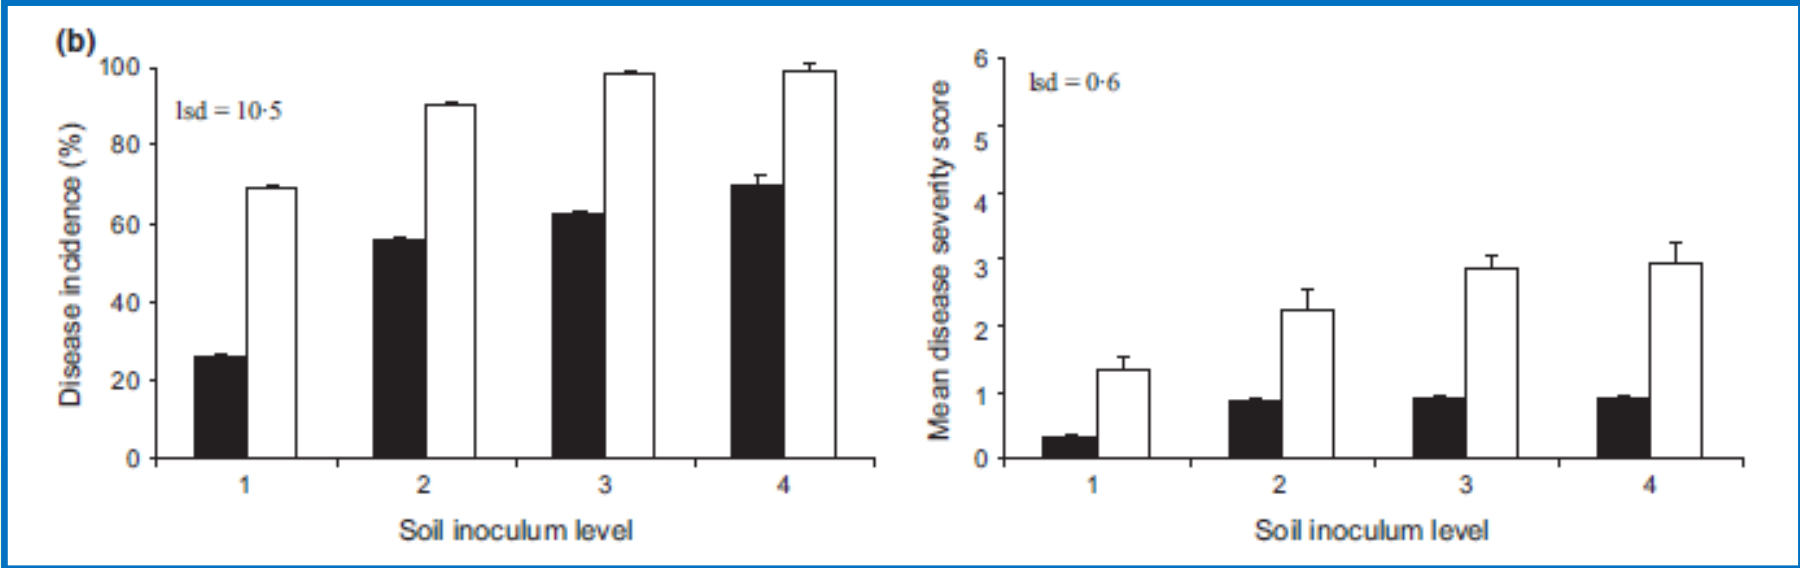 (b)
Disease incidence (%)
100
80
60
40
20
0
lsd = 10·5
1 2 3 4
Soil inoculum level
Mean disease severity score
6
5
4
3
2
1
0
lsd = 0·6
1 2 3 4
Soil inoculum level